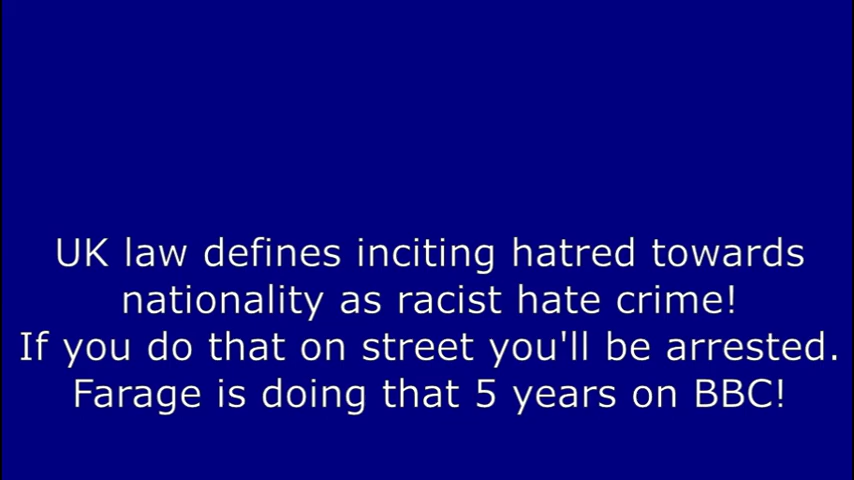 UK law defines inciting hatred towards
nationality as racist hate crime!
If you do that on street you'll be arrested.
Farage is doing that 5 years on BBC!